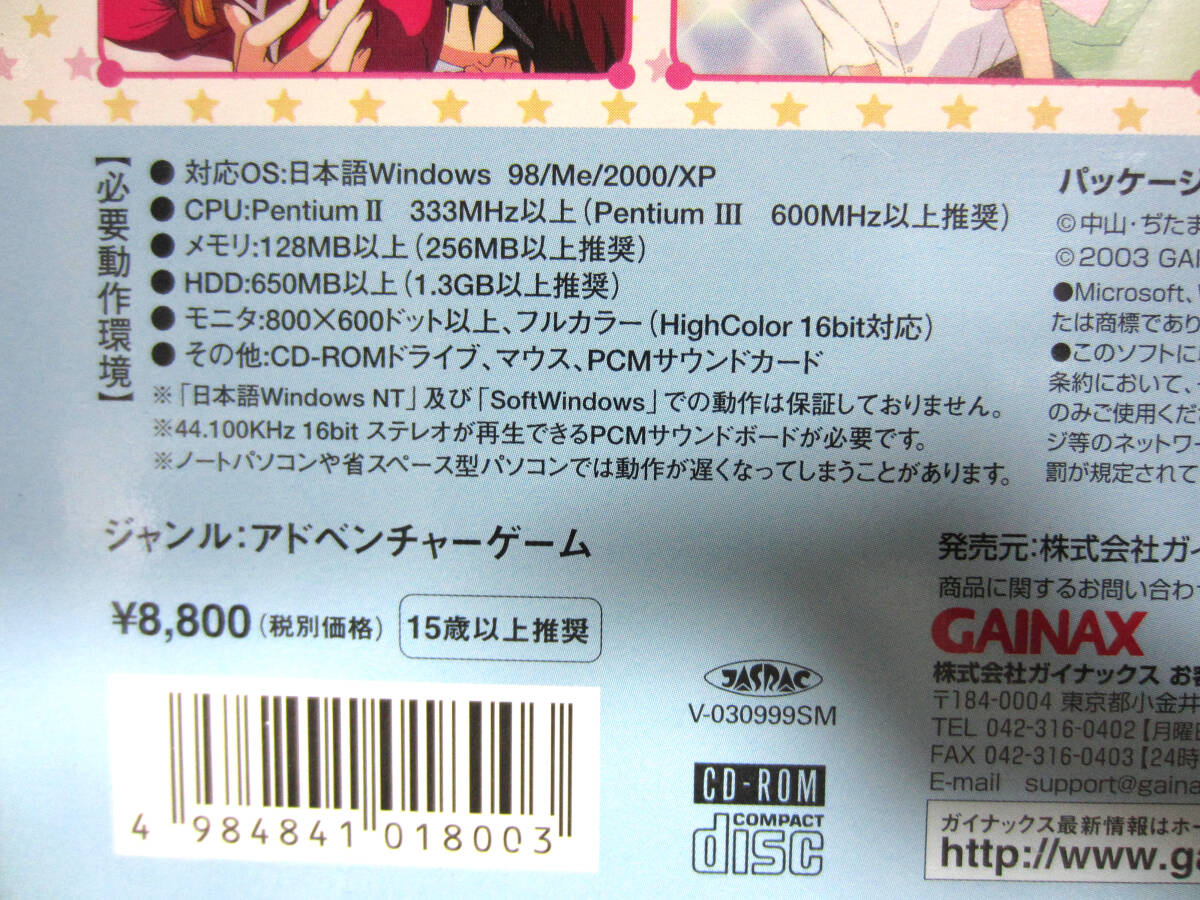 【必要動作環境】
● 対応OS:日本語Windows 98/Me/2000/XP
● CPU:Pentium II 333MHz以上(Pentium III 600MHz以上推奨)
● メモリ:128MB以上(256MB以上推奨)
● HDD:650MB以上(1.3GB以上推奨)
● モニタ:800×600ドット以上、フルカラー(HighColor 16bit対応)
● その他:CD-ROMドライブ、マウス、PCMサウンドカード
※「日本語Windows NT」及び「SoftWindows」での動作は保証しておりません。
※44.100KHz 16bit ステレオが再生できるPCMサウンドボードが必要です。
※ノートパソコンや省スペース型パソコンでは動作が遅くなってしまうことがあります。
ジャンル:アドベンチャーゲーム
¥8,800(税別価格) 15歳以上推奨
4 984841 018003
パッケージ
©中山・ぢたま
©2003 GAI
●Microsoft、
たは商標であり
●このソフトに
条約において、
のみご使用くだ
ジ等のネットワ
罰が規定されて
発売元:株式会社ガイ
商品に関するお問い合わ
GAINAX
株式会社ガイナックス お
〒184-0004 東京都小金井
TEL 042-316-0402【月曜
FAX 042-316-0403【24時
E-mail support@gaina
ガイナックス最新情報はホー
http://www.ga
JASRAC
V-030999SM
CD-ROM
COMPACT
disc